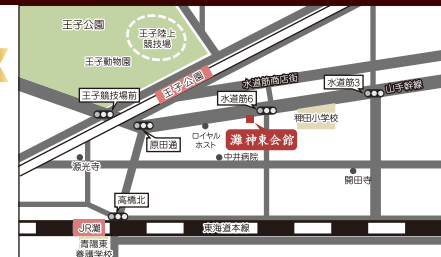 王子公園
王子陸上
競技場
王子動物園
王子公園
水道筋商店街
水道筋3
山手幹線
王子競技場前
水道筋6
稗田小学校
ロイヤル
ホスト
灘 神東会館
原田通
中井病院
源光寺
開田寺
高橋北
JR灘
東海道本線
青陽東
養護学校